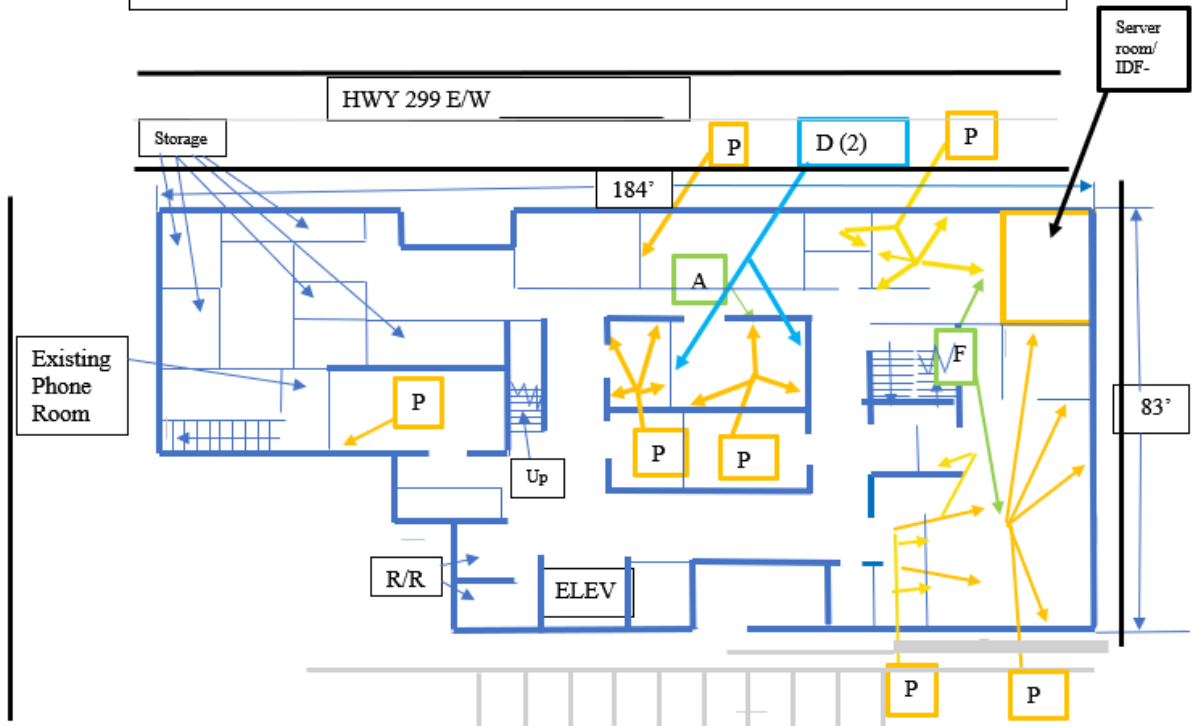 Server
room/
IDF-
HWY 299 E/W
Storage
P
D (2)
P
184’
A
Existing
Phone
Room
F
P
83’
P
P
Up
R/R
ELEV
P
P